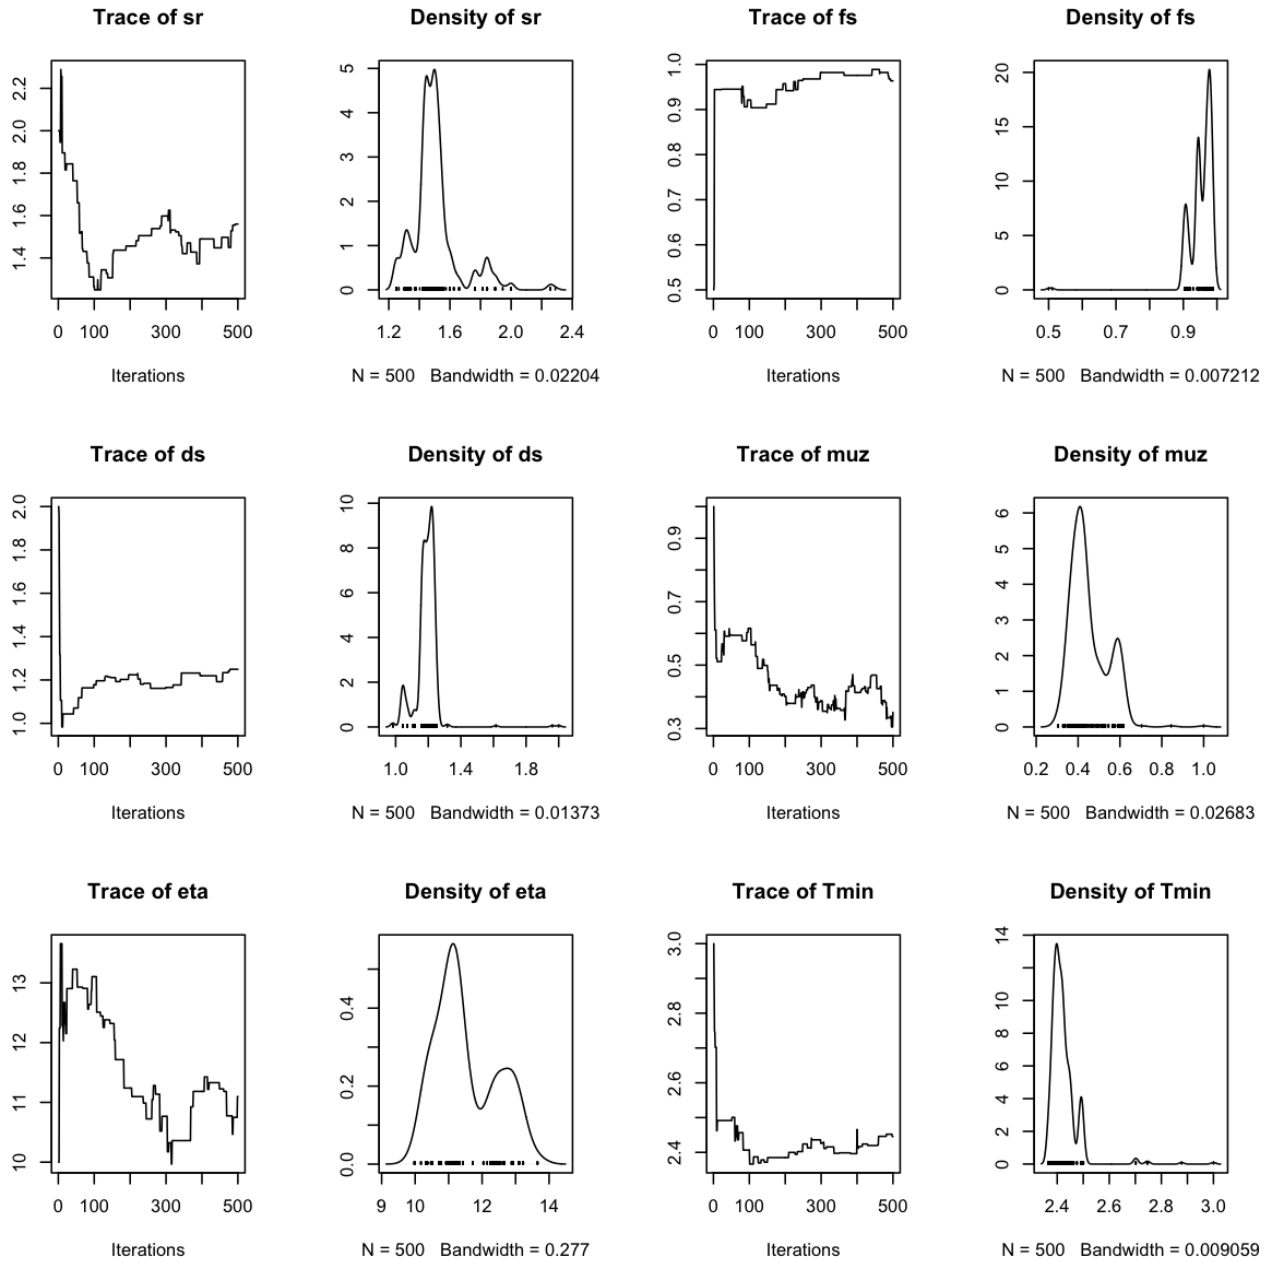 Trace of sr
Density of sr
Trace of fs
Density of fs
2.2
2.0
1.8
1.6
1.4
0 100 300 500
Iterations
5
4
3
2
1
0
1.2 1.6 2.0 2.4
N = 500 Bandwidth = 0.02204
1.0
0.9
0.8
0.7
0.6
0.5
0 100 300 500
Iterations
20
15
10
5
0
0.5 0.7 0.9
N = 500 Bandwidth = 0.007212
Trace of ds
Density of ds
Trace of muz
Density of muz
2.0
1.8
1.6
1.4
1.2
1.0
0 100 300 500
Iterations
10
8
6
4
2
0
1.0 1.4 1.8
N = 500 Bandwidth = 0.01373
0.9
0.7
0.5
0.3
0 100 300 500
Iterations
6
5
4
3
2
1
0
0.2 0.4 0.6 0.8 1.0
N = 500 Bandwidth = 0.02683
Trace of eta
Density of eta
Trace of Tmin
Density of Tmin
13
12
11
10
0 100 300 500
Iterations
0.4
0.2
0.0
9 10 12 14
N = 500 Bandwidth = 0.277
3.0
2.8
2.6
2.4
0 100 300 500
Iterations
14
10
8
6
4
2
0
2.4 2.6 2.8 3.0
N = 500 Bandwidth = 0.009059